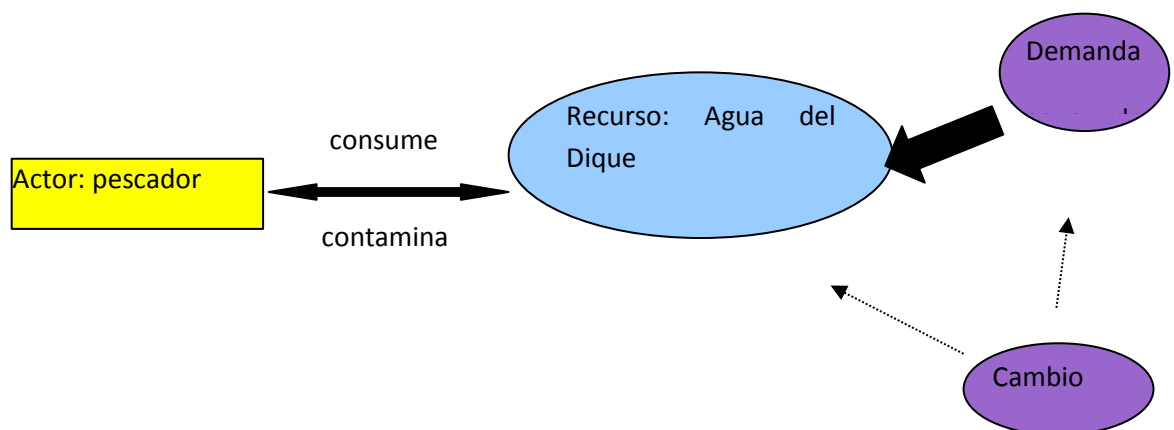 Demanda
Recurso: Agua del
Dique
consume
Actor: pescador
contamina
Cambio